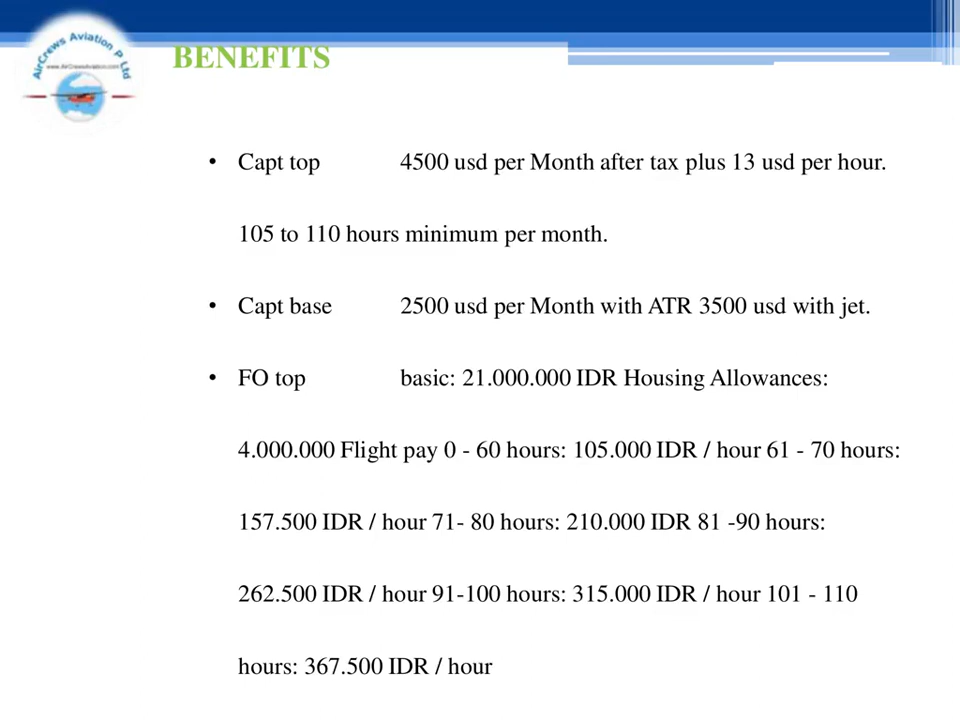 AirCrews Aviation P Ltd
www.AirCrewsAviation.com
BENEFITS
• Capt top 4500 usd per Month after tax plus 13 usd per hour.
105 to 110 hours minimum per month.
• Capt base 2500 usd per Month with ATR 3500 usd with jet.
• FO top basic: 21.000.000 IDR Housing Allowances:
4.000.000 Flight pay 0 - 60 hours: 105.000 IDR / hour 61 - 70 hours:
157.500 IDR / hour 71- 80 hours: 210.000 IDR 81 -90 hours:
262.500 IDR / hour 91-100 hours: 315.000 IDR / hour 101 - 110
hours: 367.500 IDR / hour